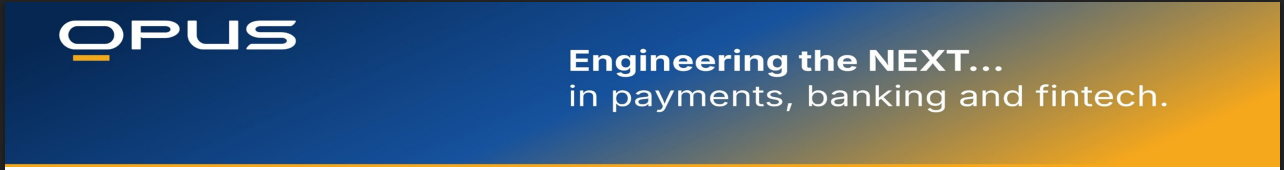 OPUS
Engineering the NEXT...
in payments, banking and fintech.